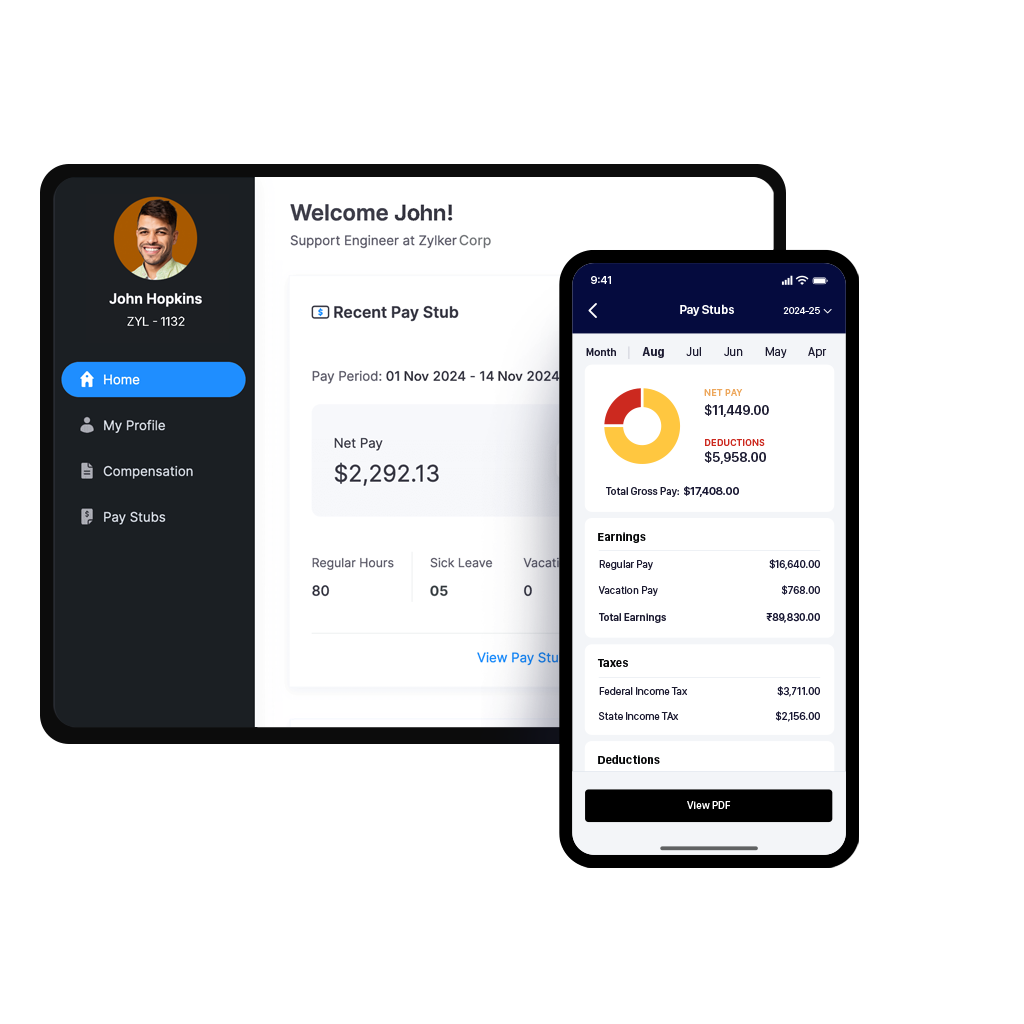 John Hopkins
ZYL - 1132
Home
My Profile
Compensation
Pay Stubs
Welcome John!
Support Engineer at Zylker Corp
$ Recent Pay Stub
Pay Period: 01 Nov 2024 - 14 Nov 2024
Net Pay
$2,292.13
Regular Hours Sick Leave Vacati
80 05 0
View Pay Stu
9:41
Pay Stubs 2024-25
Month Aug Jul Jun May Apr
NET PAY
$11,449.00
DEDUCTIONS
$5,958.00
Total Gross Pay: $17,408.00
Earnings
Regular Pay $16,640.00
Vacation Pay $768.00
Total Earnings ₹89,830.00
Taxes
Federal Income Tax $3,711.00
State Income TAx $2,156.00
Deductions
View PDF